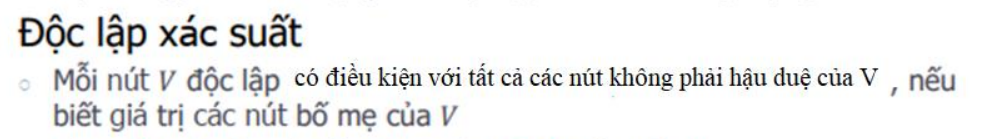 Độc lập xác suất
○ Mỗi nút V độc lập có điều kiện với tất cả các nút không phải hậu duệ của V , nếu
biết giá trị các nút bố mẹ của V